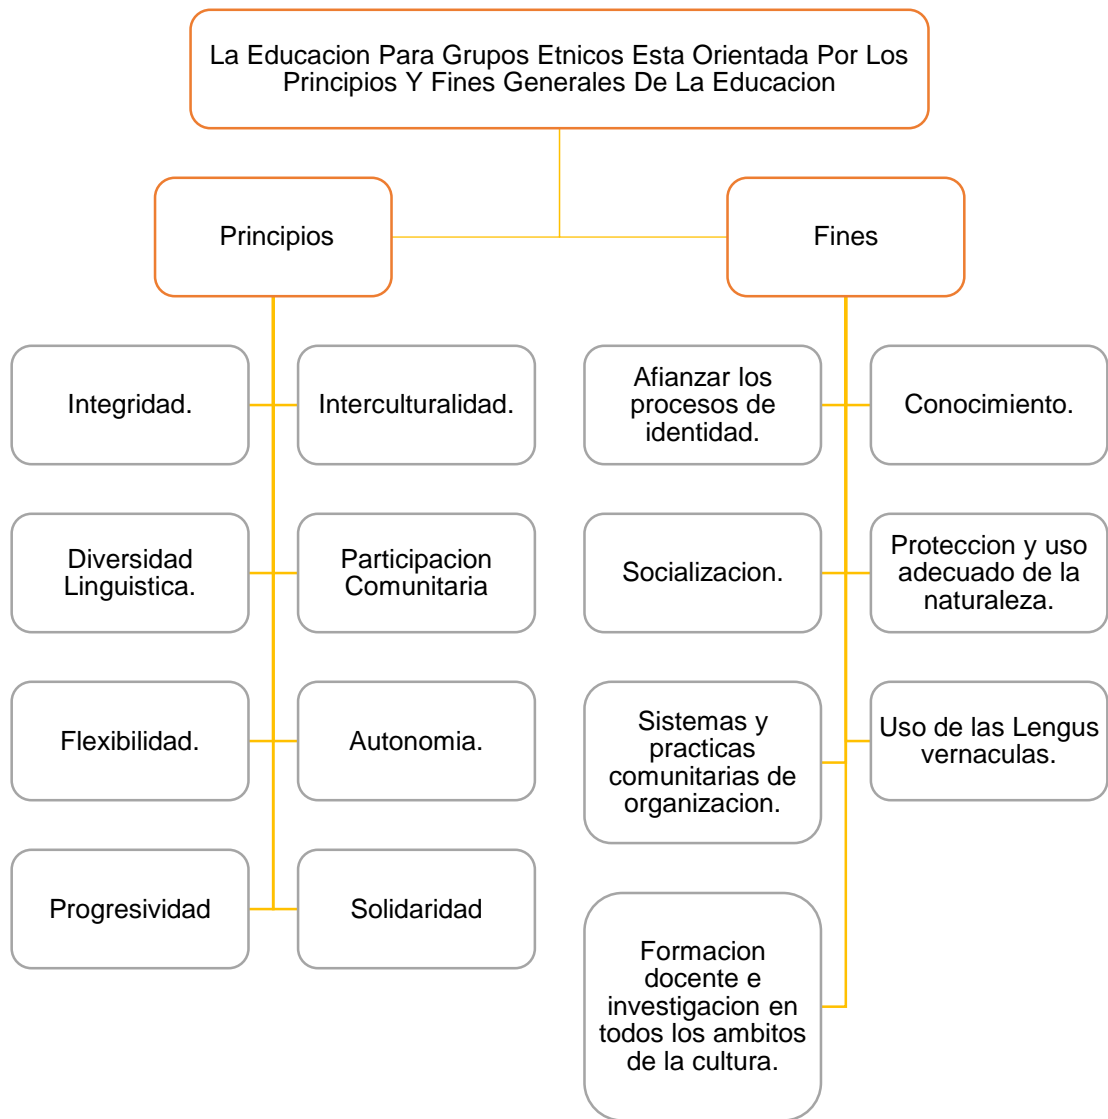 La Educacion Para Grupos Etnicos Esta Orientada Por Los
Principios Y Fines Generales De La Educacion
Principios
Fines
Integridad.
Interculturalidad.
Diversidad
Linguistica.
Participacion
Comunitaria
Flexibilidad.
Autonomia.
Progresividad
Solidaridad
Afianzar los
procesos de
identidad.
Conocimiento.
Socializacion.
Proteccion y uso
adecuado de la
naturaleza.
Sistemas y
practicas
comunitarias de
organizacion.
Uso de las Lengus
vernaculas.
Formacion
docente e
investigacion en
todos los ambitos
de la cultura.